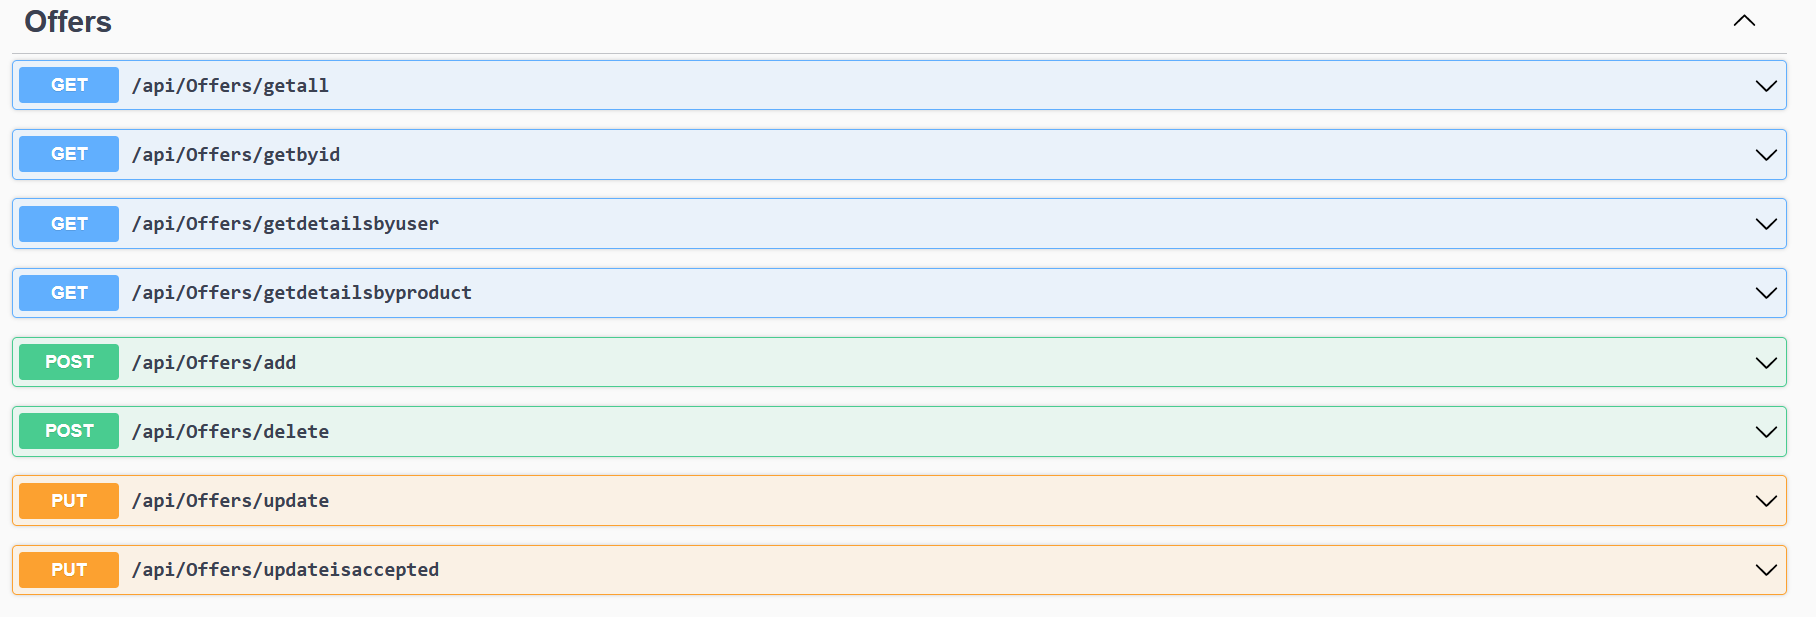 Offers
GET /api/Offers/getall
GET /api/Offers/getbyid
GET /api/Offers/getdetailsbyuser
GET /api/Offers/getdetailsbyproduct
POST /api/Offers/add
POST /api/Offers/delete
PUT /api/Offers/update
PUT /api/Offers/updateisaccepted